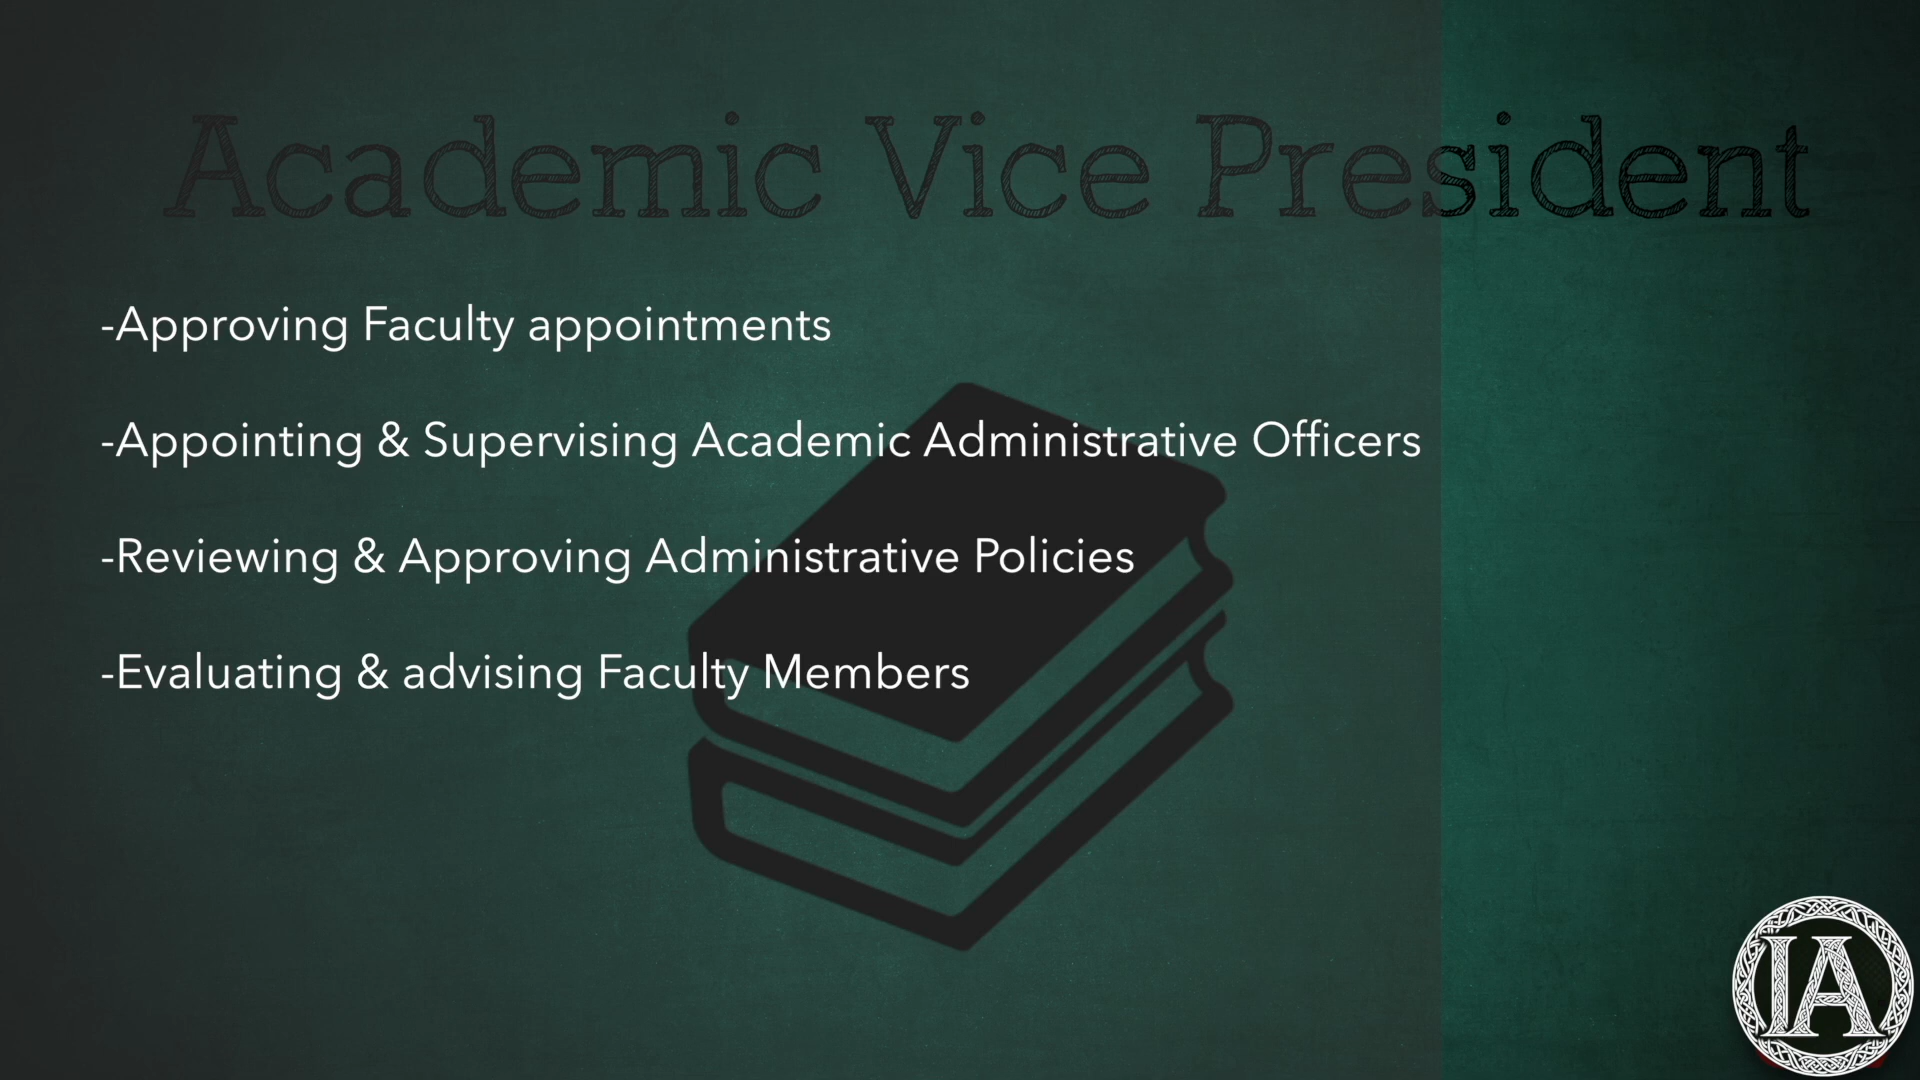 Academic Vice President
-Approving Faculty appointments
-Appointing & Supervising Academic Administrative Officers
-Reviewing & Approving Administrative Policies
-Evaluating & advising Faculty Members
IA